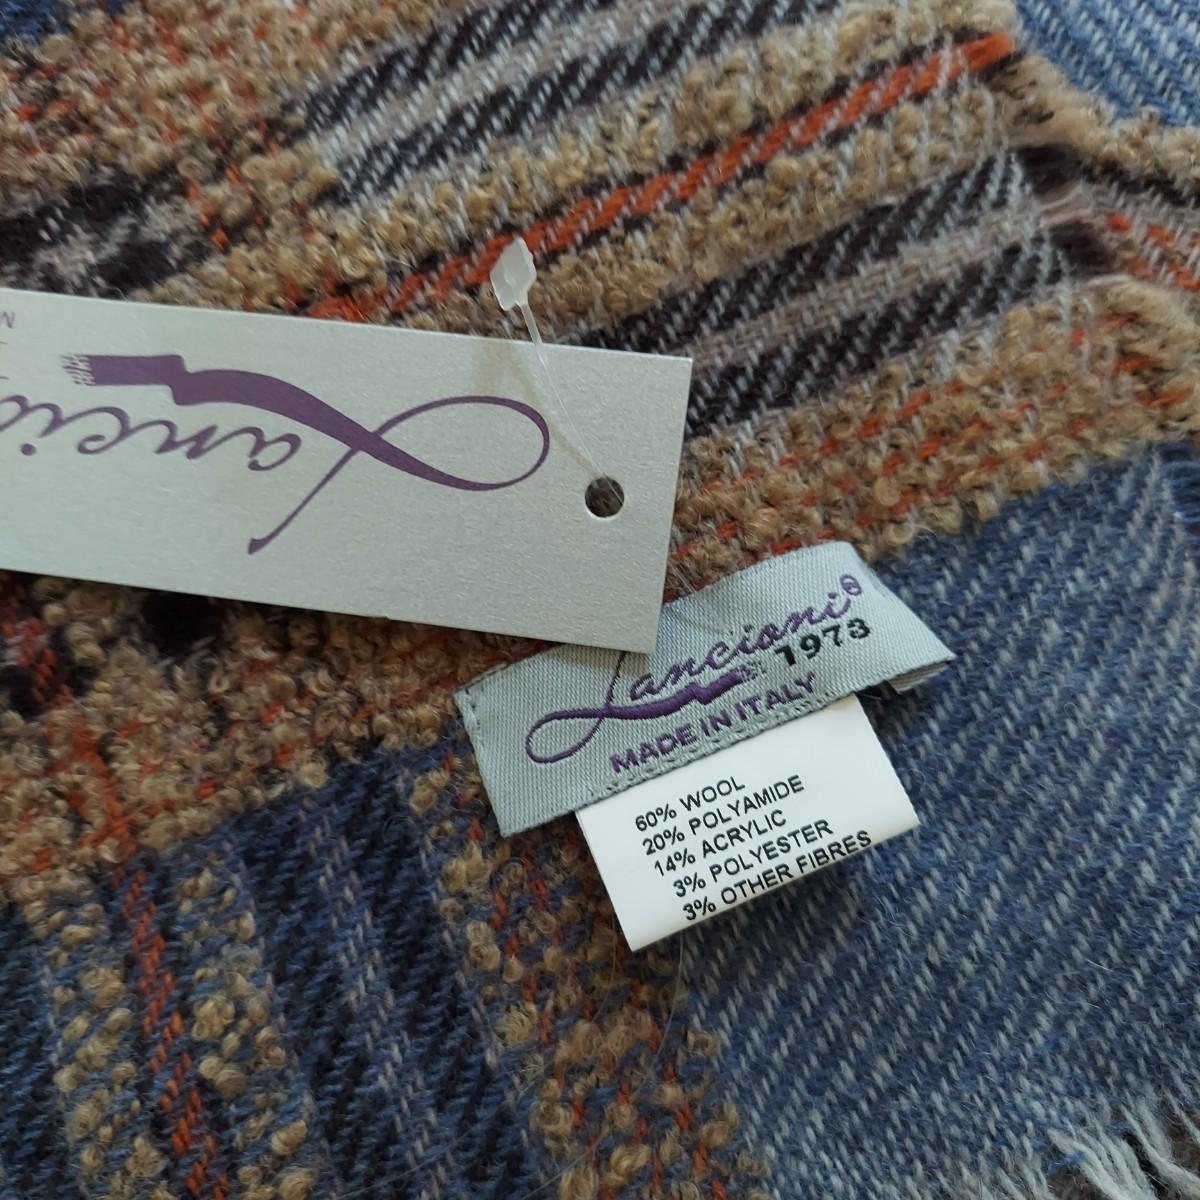 Lancioni®
1973
MADE IN ITALY
60% WOOL
20% POLYAMIDE
14% ACRYLIC
3% POLYESTER
3% OTHER FIBRES